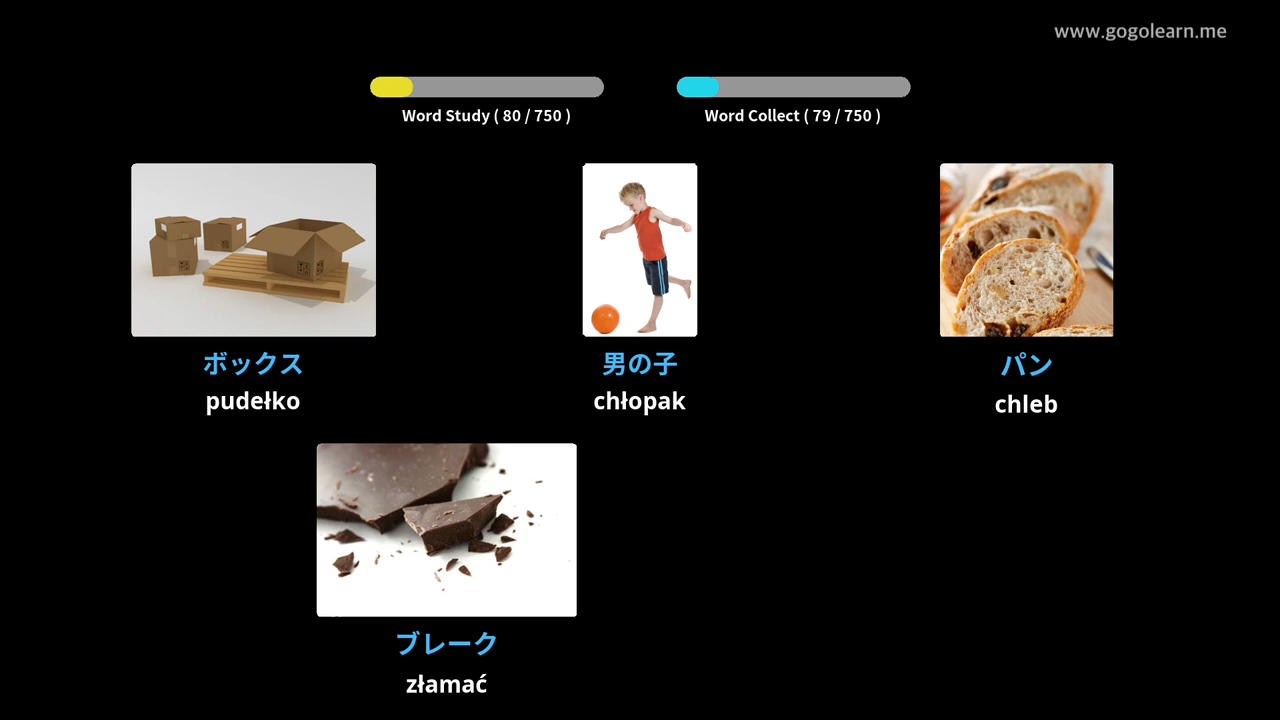 www.gogolearn.me
Word Study ( 80 / 750 )
Word Collect ( 79 / 750 )
ボックス
pudełko
男の子
chłopak
パン
chleb
ブレーク
złamać